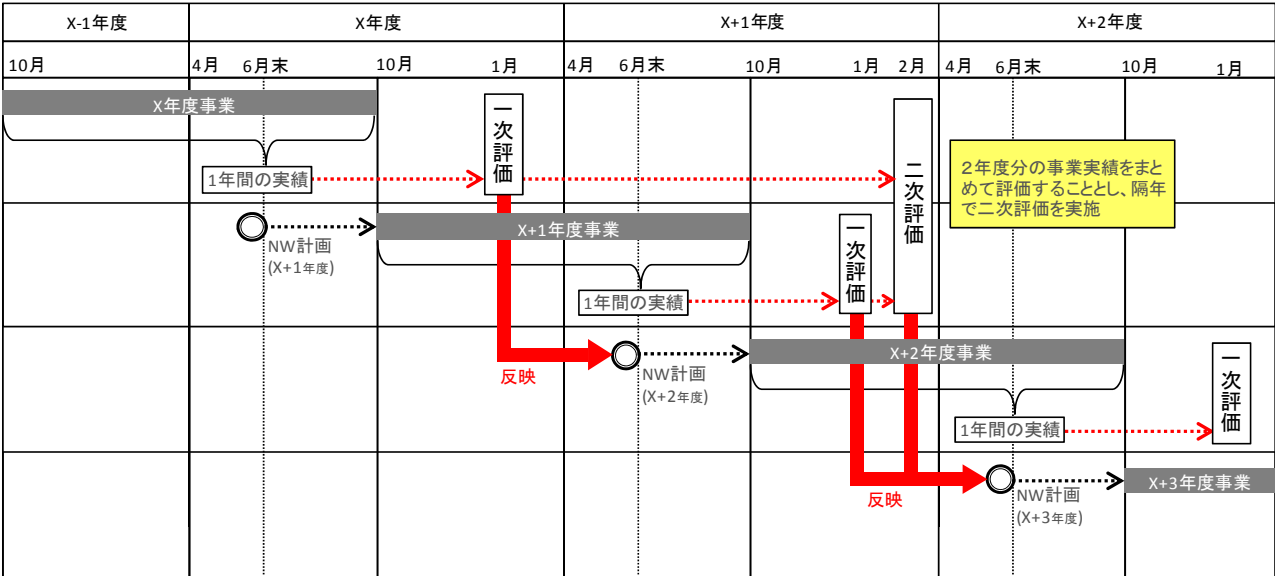 X-1年度
X年度
X+1年度
X+2年度
10月
4月
6月末
10月
1月
4月
6月末
10月
1月
2月
4月
6月末
10月
1月
X年度事業
一次評価
1年間の実績
二次評価
２年度分の事業実績をまと
めて評価することとし、隔年
で二次評価を実施
NW計画
(X+1年度)
X+1年度事業
一次評価
1年間の実績
反映
NW計画
(X+2年度)
X+2年度事業
一次評価
1年間の実績
反映
NW計画
(X+3年度)
X+3年度事業